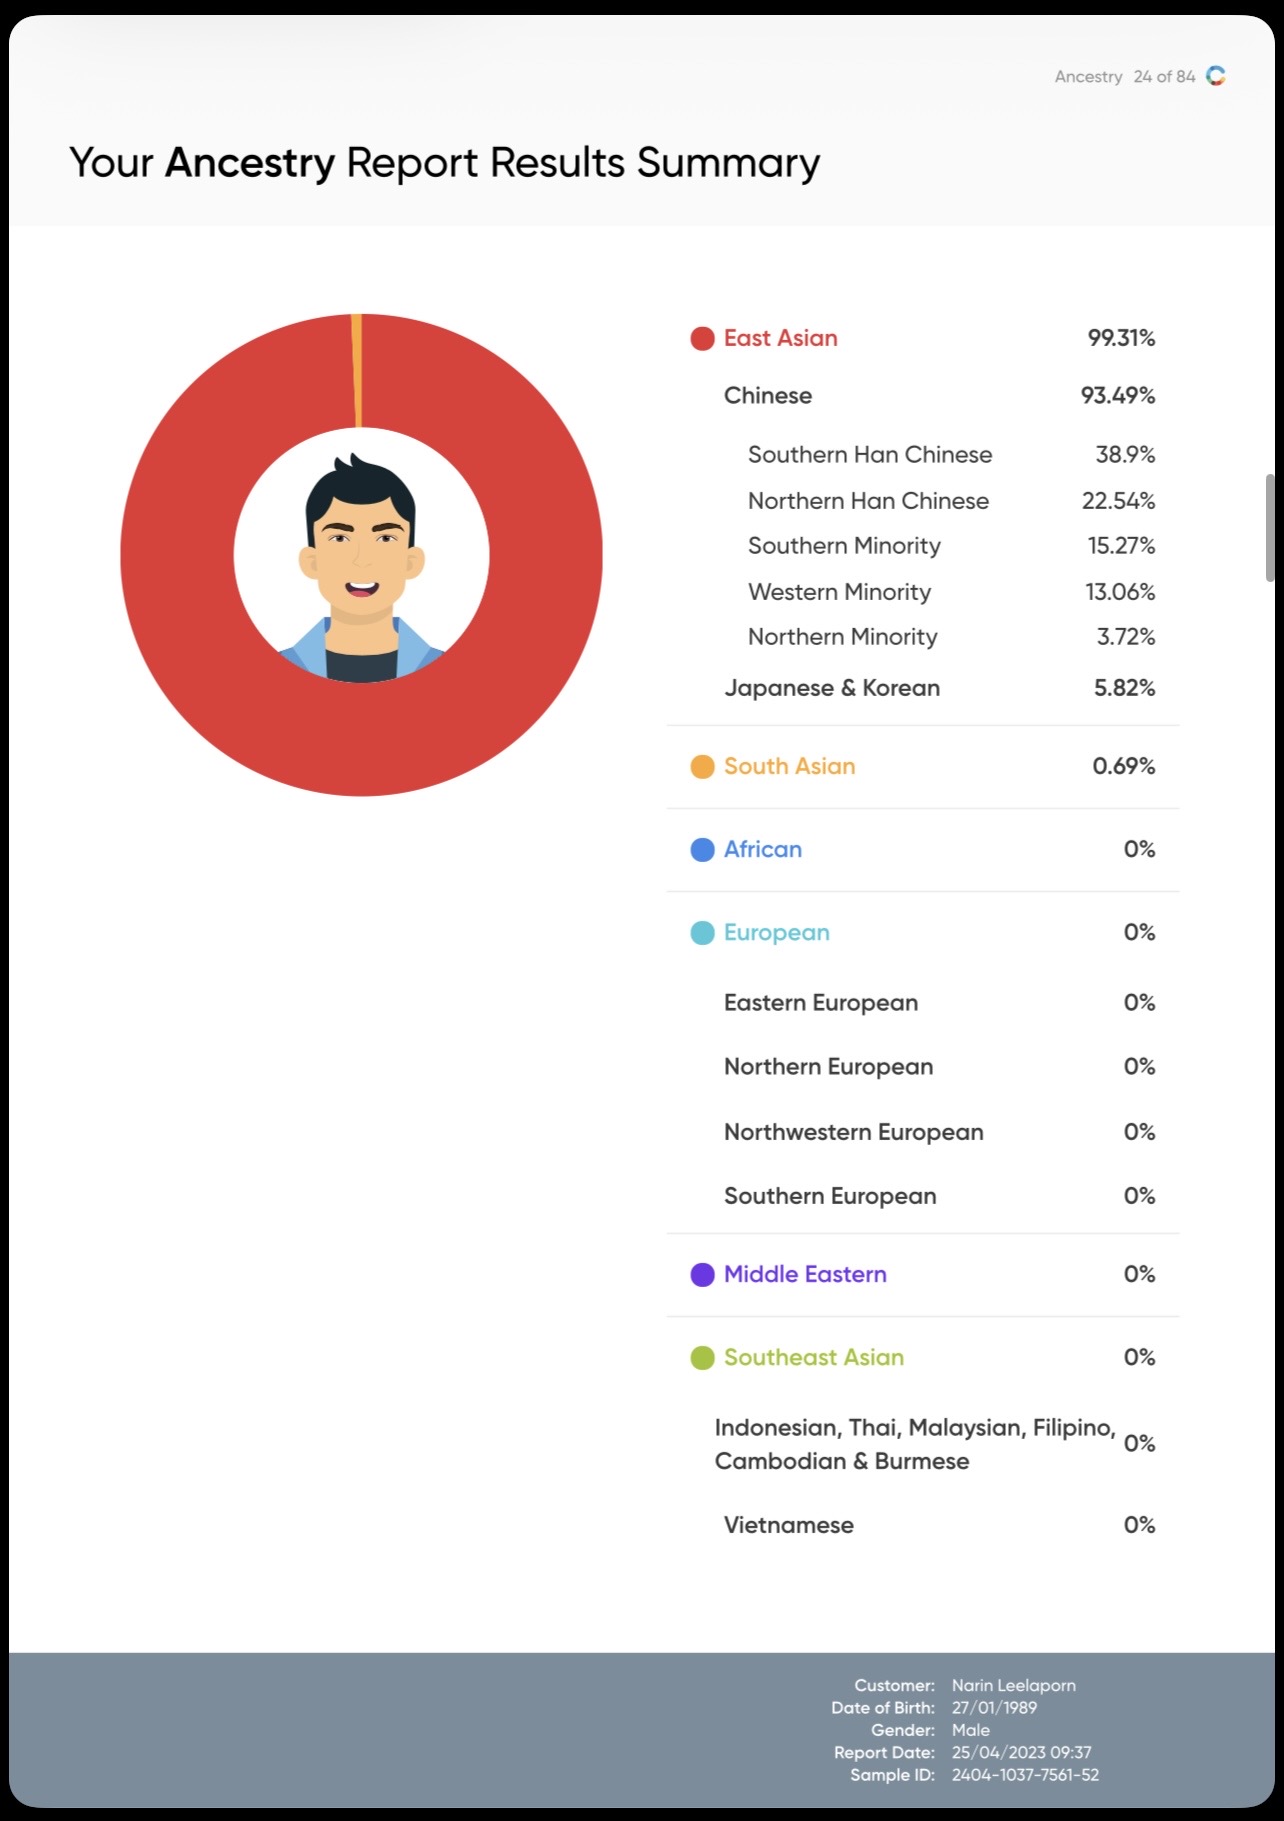 Ancestry 24 of 84
Your Ancestry Report Results Summary
East Asian 99.31%
Chinese 93.49%
Southern Han Chinese 38.9%
Northern Han Chinese 22.54%
Southern Minority 15.27%
Western Minority 13.06%
Northern Minority 3.72%
Japanese & Korean 5.82%
South Asian 0.69%
African 0%
European 0%
Eastern European 0%
Northern European 0%
Northwestern European 0%
Southern European 0%
Middle Eastern 0%
Southeast Asian 0%
Indonesian, Thai, Malaysian, Filipino, 0%
Cambodian & Burmese
Vietnamese 0%
Customer: Narin Leelaporn
Date of Birth: 27/01/1989
Gender: Male
Report Date: 25/04/2023 09:37
Sample ID: 2404-1037-7561-52